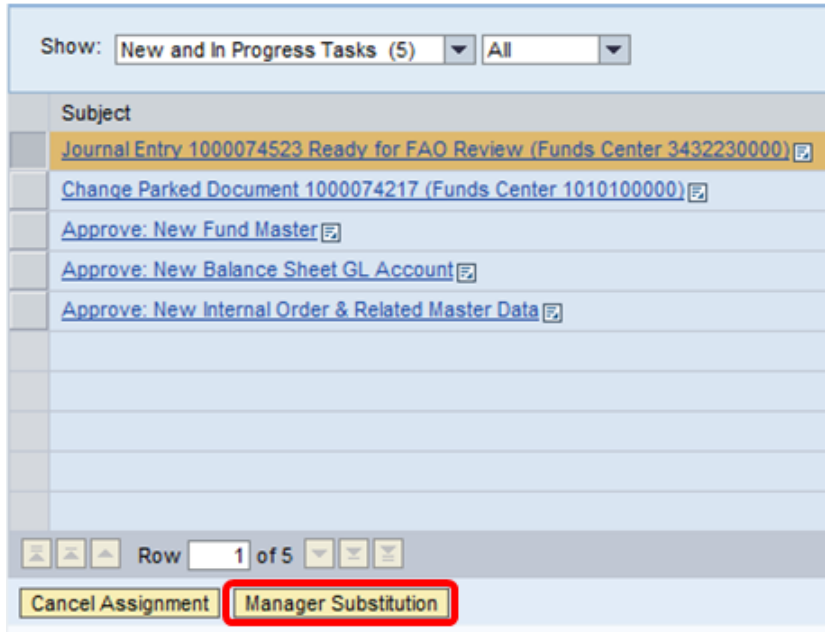 Show: New and In Progress Tasks (5) All
Subject
Journal Entry 1000074523 Ready for FAO Review (Funds Center 3432230000)
Change Parked Document 1000074217 (Funds Center 1010100000)
Approve: New Fund Master
Approve: New Balance Sheet GL Account
Approve: New Internal Order & Related Master Data
Row 1 of 5
Cancel Assignment Manager Substitution